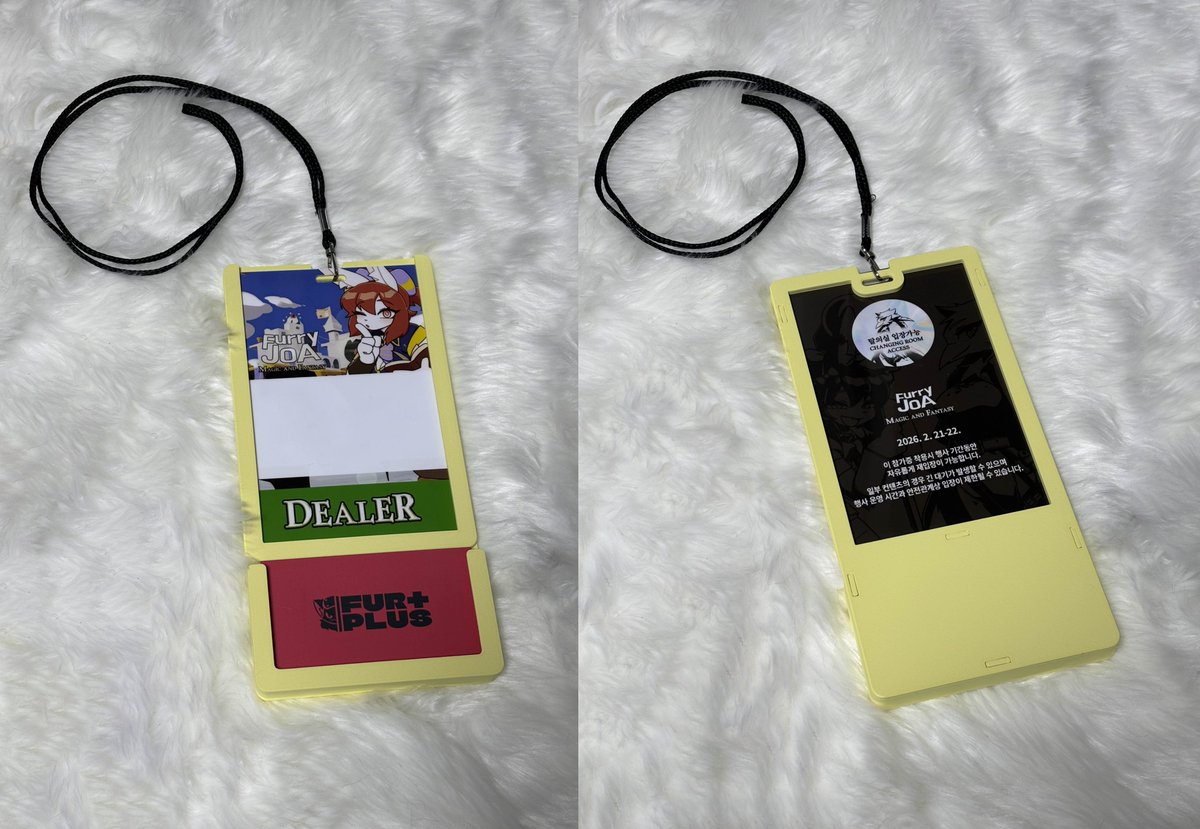 Furry
JOA
MAGIC AND FANTASY
DEALER
FUR+
PLUS
탈의실 입장가능
CHANGING ROOM
ACCESS
Furry
JOA
MAGIC AND FANTASY
2026. 2. 21-22.
이 참가증 착용시 행사 기간동안
자유롭게 재입장이 가능합니다.
일부 컨텐츠의 경우 긴 대기가 발생할 수 있으며
행사 운영 시간과 안전관계상 입장이 제한될 수 있습니다.